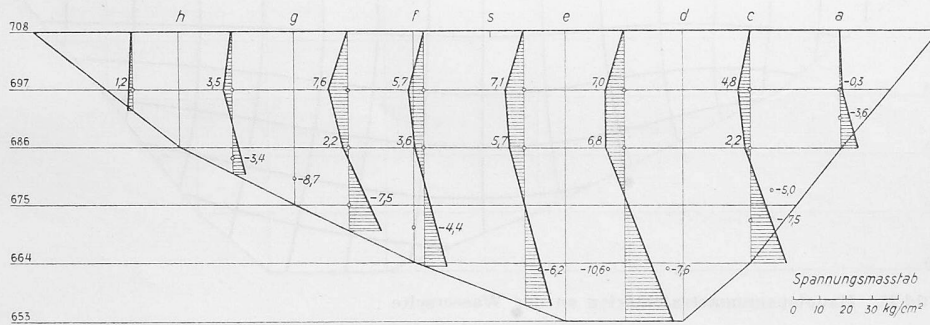 h g f s e d c a
708
697 1,2 3,5 7,6 5,7 7,1 7,0 4,8 -0,3
-3,6
686 2,2 3,6 5,7 6,8 2,2
-3,4
-8,7 -5,0
675 -7,5 -4,4 -7,5
664 -6,2 -10,6 -7,6
Spannungsmasstab
0 10 20 30 kg/cm²
653